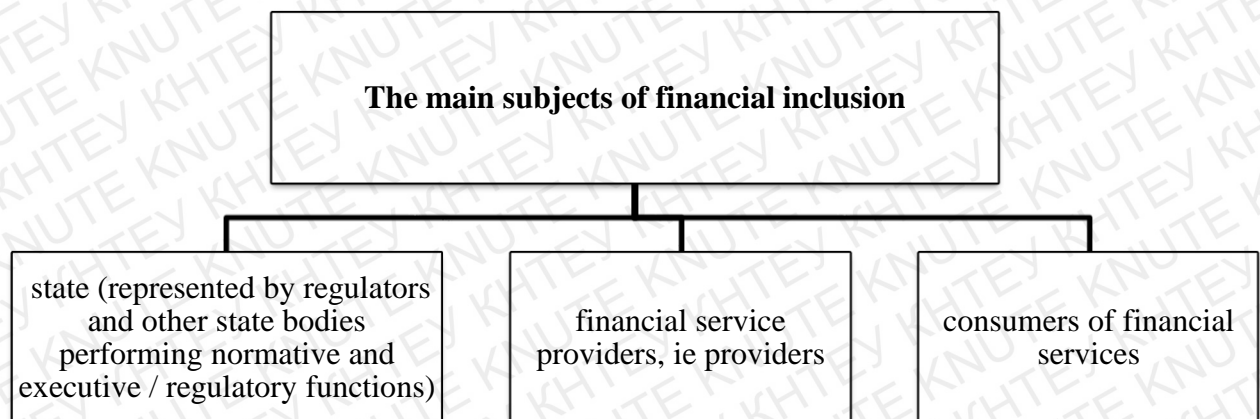 The main subjects of financial inclusion
state (represented by regulators
and other state bodies
performing normative and
executive / regulatory functions)
financial service
providers, ie providers
consumers of financial
services